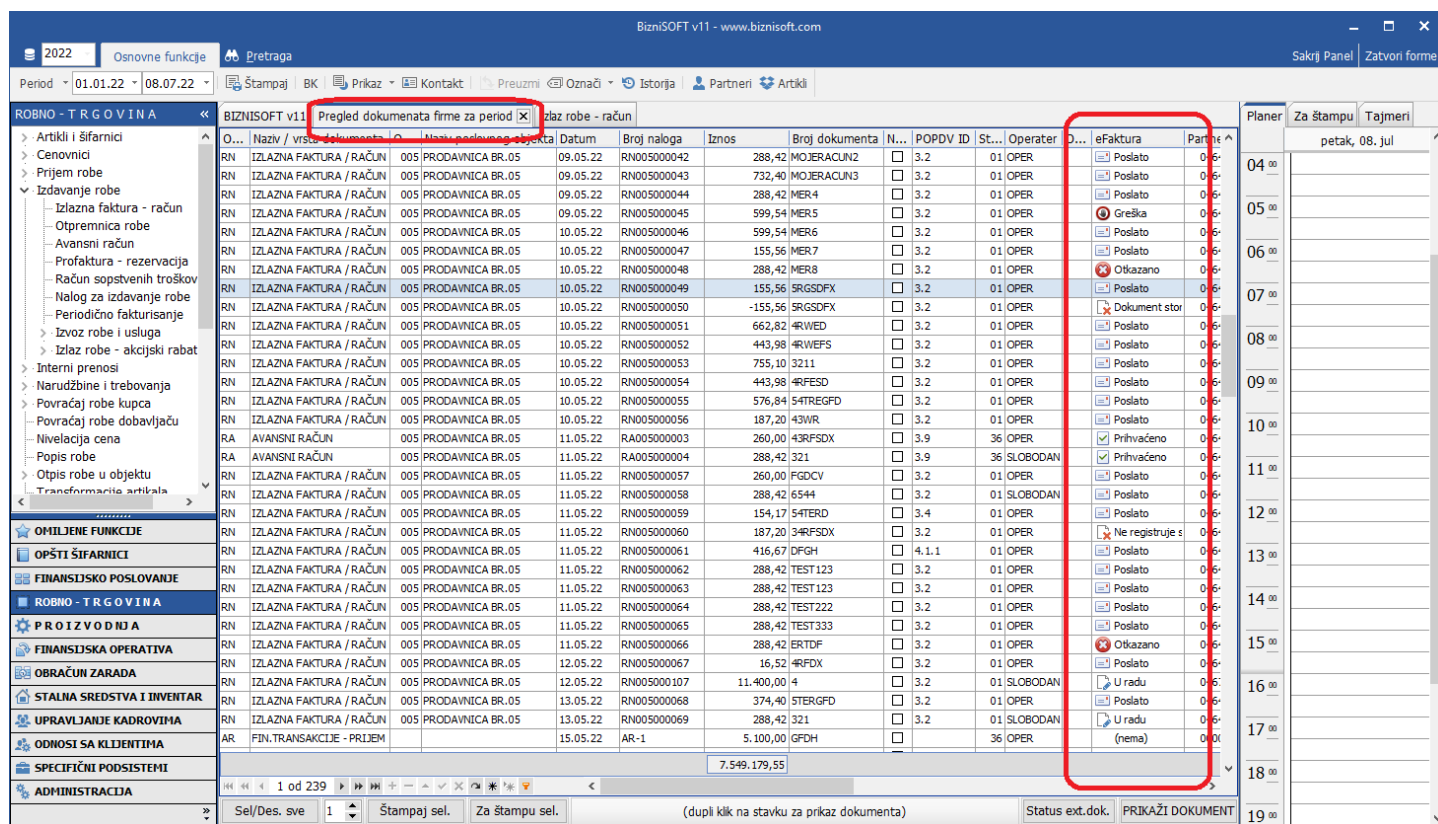 BizniSOFT v11 - www.biznisoft.com
2022 Osnovne funkcije Pretraga Sakrij Panel Zatvori forme
Period 01.01.22 08.07.22 Štampaj BK Prikaz Kontakt Preuzmi Označi Istorija Partneri Artikli
ROBNO - T R G O V I N A «
Artikli i šifarnici
Cenovnici
Prijem robe
Izdavanje robe
Izlazna faktura - račun
Otpremnica robe
Avansni račun
Profaktura - rezervacija
Račun sopstvenih troškov
Nalog za izdavanje robe
Periodično fakturisanje
Izvoz robe i usluga
Izlaz robe - akcijski rabat
Interni prenosi
Narudžbine i trebovanja
Povraćaj robe kupca
Povraćaj robe dobavljaču
Nivelacija cena
Popis robe
Otpis robe u objektu
Transformacije artikala
OMILJENE FUNKCIJE
OPŠTI ŠIFARNICI
FINANSIJSKO POSLOVANJE
ROBNO - T R G O V I N A
P R O I Z V O D NJ A
FINANSIJSKA OPERATIVA
OBRAČUN ZARADA
STALNA SREDSTVA I INVENTAR
UPRAVLJANJE KADROVIMA
ODNOSI SA KLIJENTIMA
SPECIFIČNI PODSISTEMI
ADMINISTRACIJA
BIZNISOFT v11 Pregled dokumenata firme za period Izlaz robe - račun
O... Naziv / vrsta dokumenta O... Naziv poslovnog objekta Datum Broj naloga Iznos Broj dokumenta N... POPDV ID St... Operater D... eFaktura Partne
RN IZLAZNA FAKTURA / RAČUN 005 PRODAVNICA BR.05 09.05.22 RN005000042 288,42 MOJERACUN2 3.2 01 OPER Poslato
RN IZLAZNA FAKTURA / RAČUN 005 PRODAVNICA BR.05 09.05.22 RN005000043 732,40 MOJERACUN3 3.2 01 OPER Poslato
RN IZLAZNA FAKTURA / RAČUN 005 PRODAVNICA BR.05 09.05.22 RN005000044 288,42 MER4 3.2 01 OPER Poslato
RN IZLAZNA FAKTURA / RAČUN 005 PRODAVNICA BR.05 09.05.22 RN005000045 599,54 MER5 3.2 01 OPER Greška
RN IZLAZNA FAKTURA / RAČUN 005 PRODAVNICA BR.05 10.05.22 RN005000046 599,54 MER6 3.2 01 OPER Poslato
RN IZLAZNA FAKTURA / RAČUN 005 PRODAVNICA BR.05 10.05.22 RN005000047 155,56 MER7 3.2 01 OPER Poslato
RN IZLAZNA FAKTURA / RAČUN 005 PRODAVNICA BR.05 10.05.22 RN005000048 288,42 MER8 3.2 01 OPER Otkazano
RN IZLAZNA FAKTURA / RAČUN 005 PRODAVNICA BR.05 10.05.22 RN005000049 155,56 5RGSDFX 3.2 01 OPER Poslato
RN IZLAZNA FAKTURA / RAČUN 005 PRODAVNICA BR.05 10.05.22 RN005000050 -155,56 5RGSDFX 3.2 01 OPER Dokument stor
RN IZLAZNA FAKTURA / RAČUN 005 PRODAVNICA BR.05 10.05.22 RN005000051 662,82 4RWED 3.2 01 OPER Poslato
RN IZLAZNA FAKTURA / RAČUN 005 PRODAVNICA BR.05 10.05.22 RN005000052 443,98 4RWEFS 3.2 01 OPER Poslato
RN IZLAZNA FAKTURA / RAČUN 005 PRODAVNICA BR.05 10.05.22 RN005000053 755,10 3211 3.2 01 OPER Poslato
RN IZLAZNA FAKTURA / RAČUN 005 PRODAVNICA BR.05 10.05.22 RN005000054 443,98 4RFESD 3.2 01 OPER Poslato
RN IZLAZNA FAKTURA / RAČUN 005 PRODAVNICA BR.05 10.05.22 RN005000055 576,84 54TREGFD 3.2 01 OPER Poslato
RN IZLAZNA FAKTURA / RAČUN 005 PRODAVNICA BR.05 10.05.22 RN005000056 187,20 43WR 3.2 01 OPER Poslato
RA AVANSNI RAČUN 005 PRODAVNICA BR.05 11.05.22 RA005000003 260,00 43RFSDX 3.9 36 OPER Prihvaćeno
RA AVANSNI RAČUN 005 PRODAVNICA BR.05 11.05.22 RA005000004 288,42 321 3.9 36 SLOBODAN Prihvaćeno
RN IZLAZNA FAKTURA / RAČUN 005 PRODAVNICA BR.05 11.05.22 RN005000057 260,00 FGDCV 3.2 01 OPER Poslato
RN IZLAZNA FAKTURA / RAČUN 005 PRODAVNICA BR.05 11.05.22 RN005000058 288,42 6544 3.2 01 SLOBODAN Poslato
RN IZLAZNA FAKTURA / RAČUN 005 PRODAVNICA BR.05 11.05.22 RN005000059 154,17 54TERD 3.4 01 OPER Poslato
RN IZLAZNA FAKTURA / RAČUN 005 PRODAVNICA BR.05 11.05.22 RN005000060 187,20 34RFSDX 3.2 01 OPER Ne registruje s
RN IZLAZNA FAKTURA / RAČUN 005 PRODAVNICA BR.05 11.05.22 RN005000061 416,67 DFGH 4.1.1 01 OPER Poslato
RN IZLAZNA FAKTURA / RAČUN 005 PRODAVNICA BR.05 11.05.22 RN005000062 288,42 TEST123 3.2 01 OPER Poslato
RN IZLAZNA FAKTURA / RAČUN 005 PRODAVNICA BR.05 11.05.22 RN005000063 288,42 TEST123 3.2 01 OPER Poslato
RN IZLAZNA FAKTURA / RAČUN 005 PRODAVNICA BR.05 11.05.22 RN005000064 288,42 TEST222 3.2 01 OPER Poslato
RN IZLAZNA FAKTURA / RAČUN 005 PRODAVNICA BR.05 11.05.22 RN005000065 288,42 TEST333 3.2 01 OPER Poslato
RN IZLAZNA FAKTURA / RAČUN 005 PRODAVNICA BR.05 11.05.22 RN005000066 288,42 ERTDF 3.2 01 OPER Otkazano
RN IZLAZNA FAKTURA / RAČUN 005 PRODAVNICA BR.05 12.05.22 RN005000067 16,52 4RFDX 3.2 01 OPER Poslato
RN IZLAZNA FAKTURA / RAČUN 005 PRODAVNICA BR.05 12.05.22 RN005000107 11.400,00 4 3.2 01 SLOBODAN U radu
RN IZLAZNA FAKTURA / RAČUN 005 PRODAVNICA BR.05 13.05.22 RN005000068 374,40 5TERGFD 3.2 01 OPER Poslato
RN IZLAZNA FAKTURA / RAČUN 005 PRODAVNICA BR.05 13.05.22 RN005000069 288,42 321 3.2 01 SLOBODAN U radu
AR FIN.TRANSAKCIJE - PRIJEM 15.05.22 AR-1 5.100,00 GFDH 36 OPER (nema)
7.549.179,55
1 od 239
Sel/Des. sve 1 Štampaj sel. Za štampu sel. (dupli klik na stavku za prikaz dokumenta) Status ext.dok. PRIKAŽI DOKUMENT
Planer Za štampu Tajmeri
petak, 08. jul
04 00
05 00
06 00
07 00
08 00
09 00
10 00
11 00
12 00
13 00
14 00
15 00
16 00
17 00
18 00
19 00